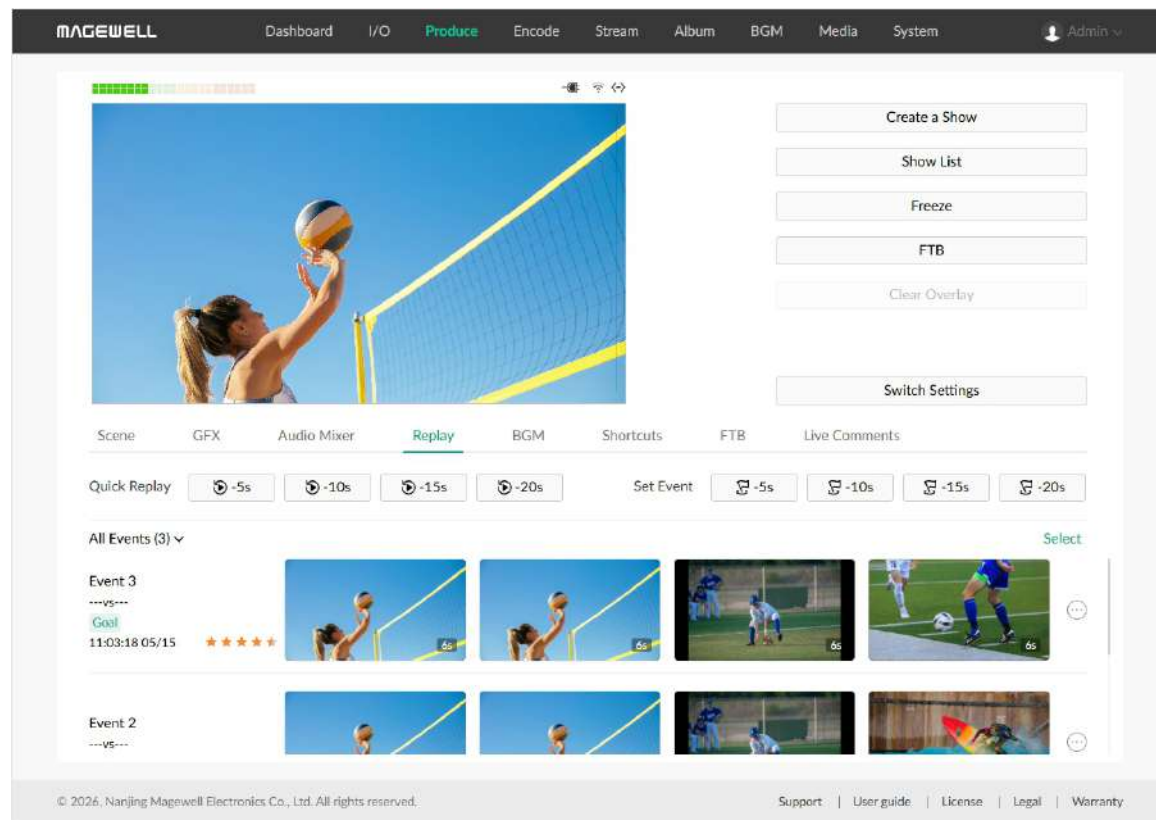 MAGEWELL Dashboard I/O Produce Encode Stream Album BGM Media System Admin
Create a Show
Show List
Freeze
FTB
Clear Overlay
Switch Settings
Scene GFX Audio Mixer Replay BGM Shortcuts FTB Live Comments
Quick Replay -5s -10s -15s -20s Set Event -5s -10s -15s -20s
All Events (3) Select
Event 3
---vs---
Goal
11:03:18 05/15
6s 6s 6s 6s
Event 2
---vs---
© 2026, Nanjing Magewell Electronics Co., Ltd. All rights reserved. Support | User guide | License | Legal | Warranty